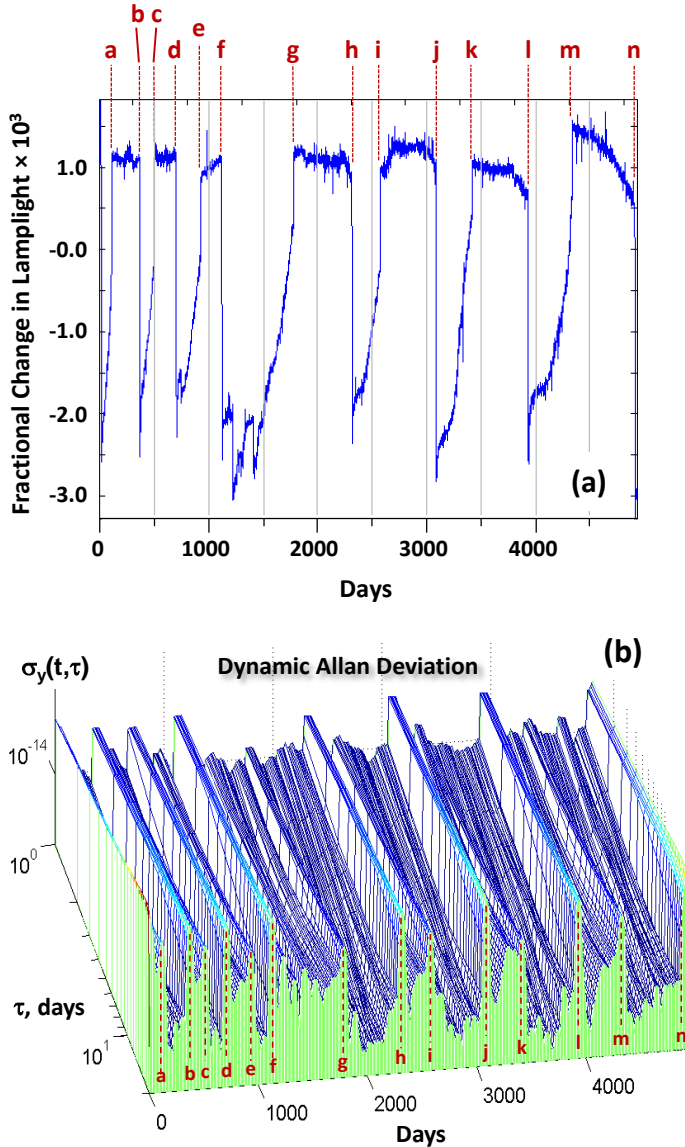 a b c d e f g h i j k l m n
Fractional Change in Lamplight × 10³
1.0
-0.0
-1.0
-2.0
-3.0
(a)
0 1000 2000 3000 4000
Days
σy(t,τ)
Dynamic Allan Deviation
(b)
10-14
10⁰
τ, days
10¹
a b c d e f g h i j k l m n
0 1000 2000 3000 4000
Days